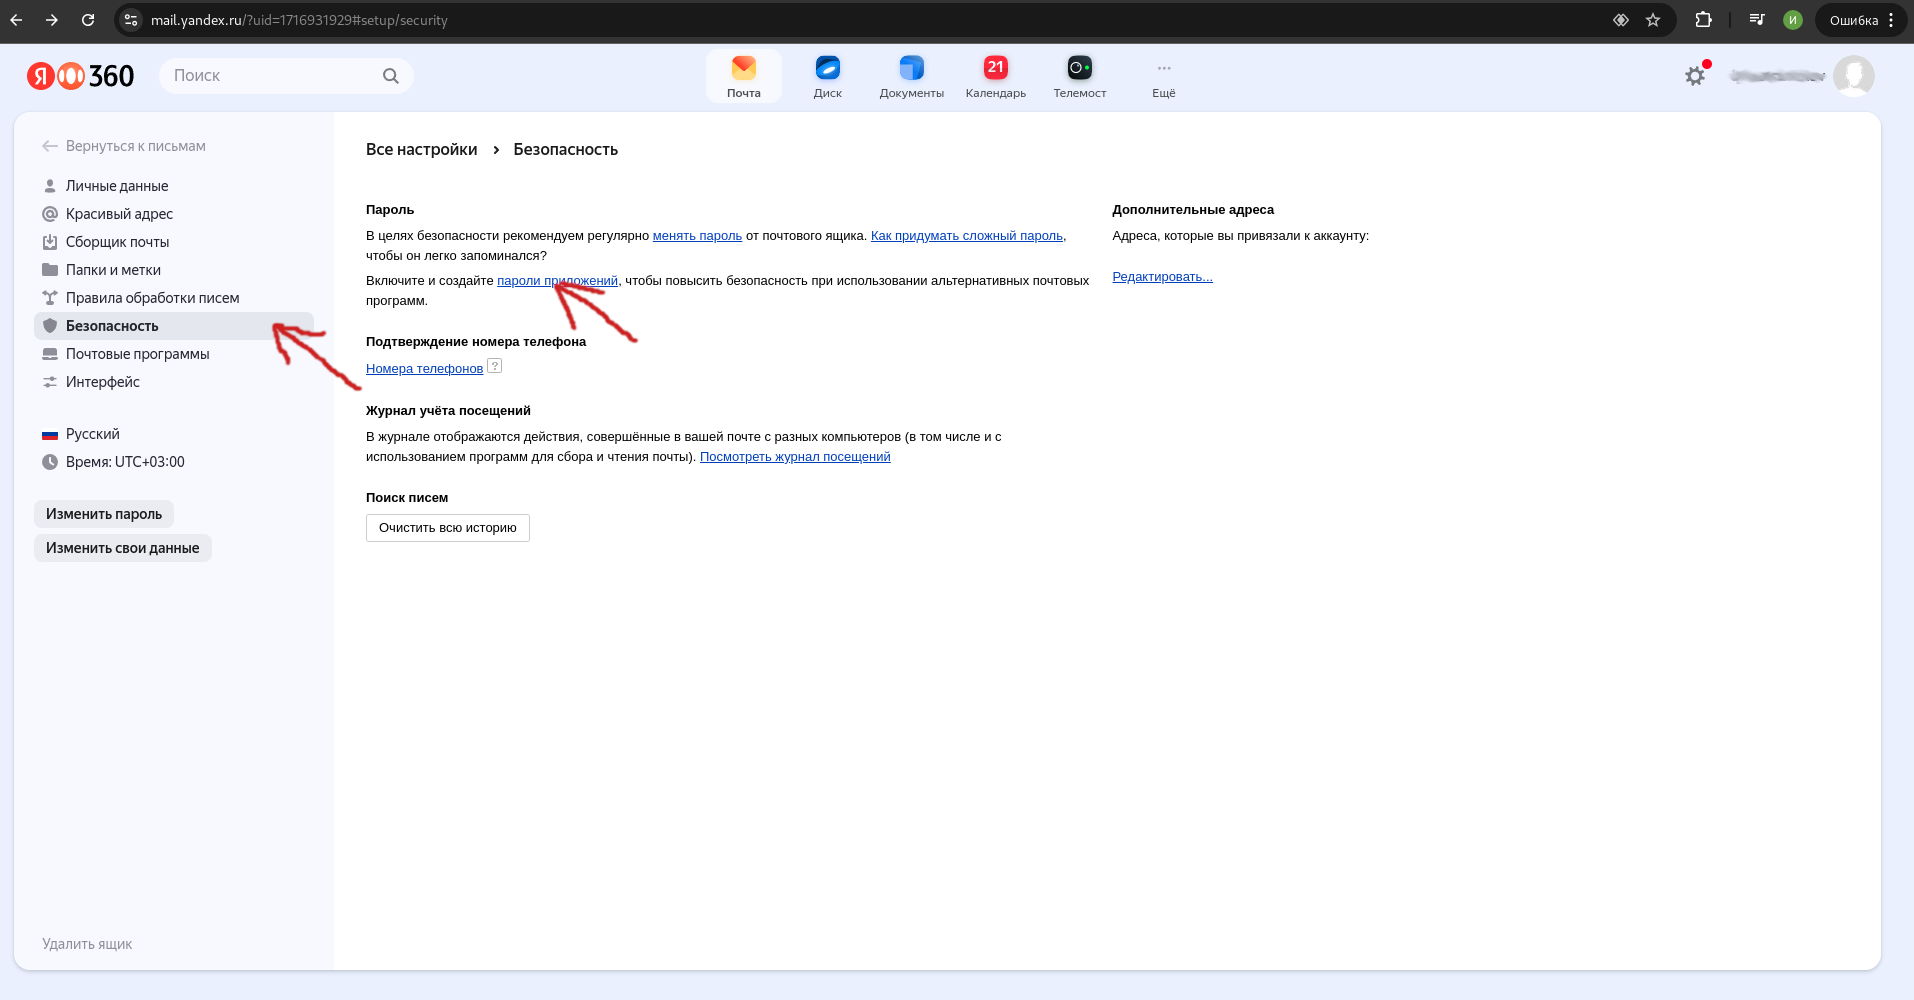 mail.yandex.ru/?uid=1716931929#setup/security
И
Ошибка
Я 360
Поиск
Почта
Диск
Документы
21
Календарь
Телемост
Ещё
Вернуться к письмам
Личные данные
Красивый адрес
Сборщик почты
Папки и метки
Правила обработки писем
Безопасность
Почтовые программы
Интерфейс
Русский
Время: UTC+03:00
Изменить пароль
Изменить свои данные
Удалить ящик
Все настройки › Безопасность
Пароль
В целях безопасности рекомендуем регулярно менять пароль от почтового ящика. Как придумать сложный пароль,
чтобы он легко запоминался?
Включите и создайте пароли приложений, чтобы повысить безопасность при использовании альтернативных почтовых
программ.
Подтверждение номера телефона
Номера телефонов ?
Журнал учёта посещений
В журнале отображаются действия, совершённые в вашей почте с разных компьютеров (в том числе и с
использованием программ для сбора и чтения почты). Посмотреть журнал посещений
Поиск писем
Очистить всю историю
Дополнительные адреса
Адреса, которые вы привязали к аккаунту:
Редактировать...